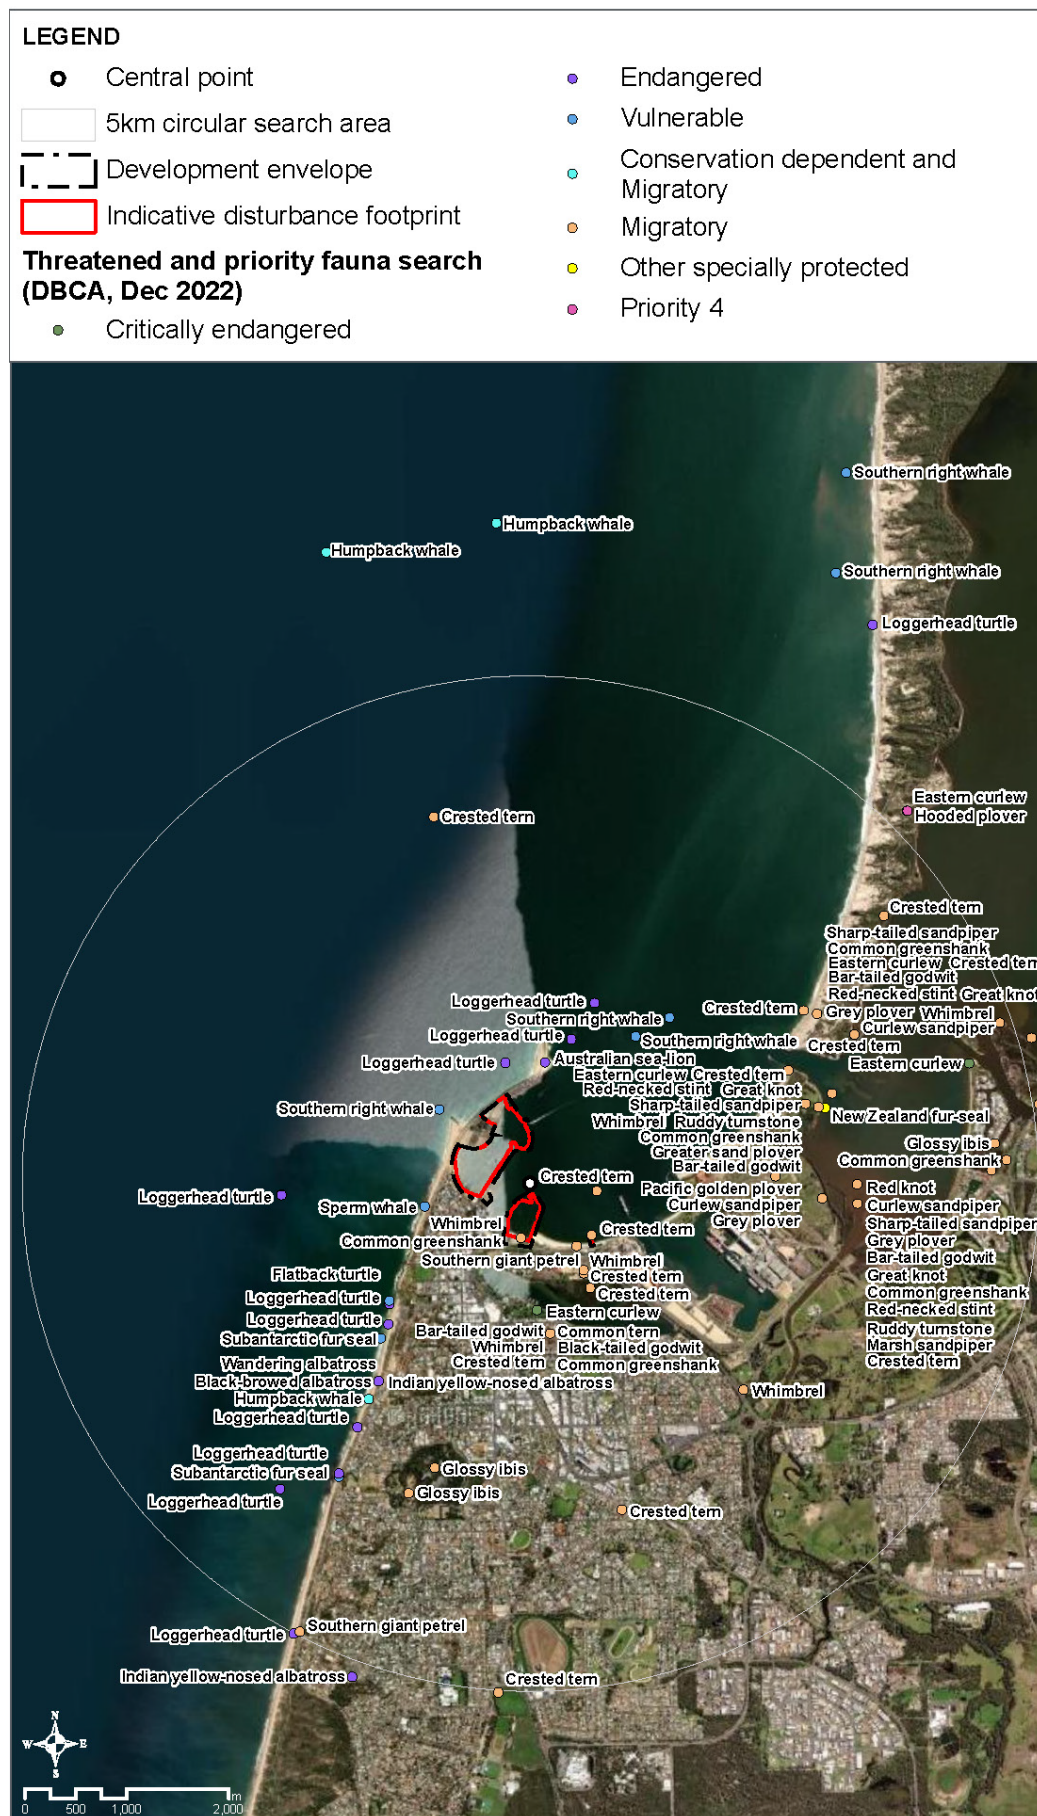 LEGEND
Central point
5km circular search area
Development envelope
Indicative disturbance footprint
Threatened and priority fauna search
(DBCA, Dec 2022)
Critically endangered
Endangered
Vulnerable
Conservation dependent and
Migratory
Migratory
Other specially protected
Priority 4
Southern right whale
Humpback whale
Humpback whale
Southern right whale
Loggerhead turtle
Eastern curlew
Hooded plover
Crested tern
Crested tern
Sharp-tailed sandpiper
Common greenshank
Eastern curlew Crested tern
Bar-tailed godwit
Red-necked stint Great knot
Loggerhead turtle
Crested tern
Grey plover Whimbrel
Southern right whale
Curlew sandpiper
Loggerhead turtle
Southern right whale
Crested tern
Loggerhead turtle
Australian sea-lion
Eastern curlew
Eastern curlew Crested tern
Red-necked stint Great knot
Southern right whale
Sharp-tailed sandpiper
New Zealand fur-seal
Whimbrel Ruddy turnstone
Common greenshank
Glossy ibis
Greater sand plover
Common greenshank
Bar-tailed godwit
Crested tern
Loggerhead turtle
Pacific golden plover
Red knot
Sperm whale
Curlew sandpiper
Curlew sandpiper
Whimbrel
Grey plover
Sharp-tailed sandpiper
Common greenshank
Crested tern
Grey plover
Southern giant petrel
Whimbrel
Bar-tailed godwit
Flatback turtle
Crested tern
Great knot
Loggerhead turtle
Crested tern
Common greenshank
Eastern curlew
Red-necked stint
Loggerhead turtle
Bar-tailed godwit
Common tern
Ruddy turnstone
Subantarctic fur seal
Whimbrel
Black-tailed godwit
Marsh sandpiper
Wandering albatross
Crested tern
Common greenshank
Crested tern
Black-browed albatross
Indian yellow-nosed albatross
Whimbrel
Humpback whale
Loggerhead turtle
Loggerhead turtle
Subantarctic fur seal
Glossy ibis
Glossy ibis
Loggerhead turtle
Crested tern
Southern giant petrel
Loggerhead turtle
Indian yellow-nosed albatross
Crested tern
N
W E
S
m
0 500 1,000 2,000